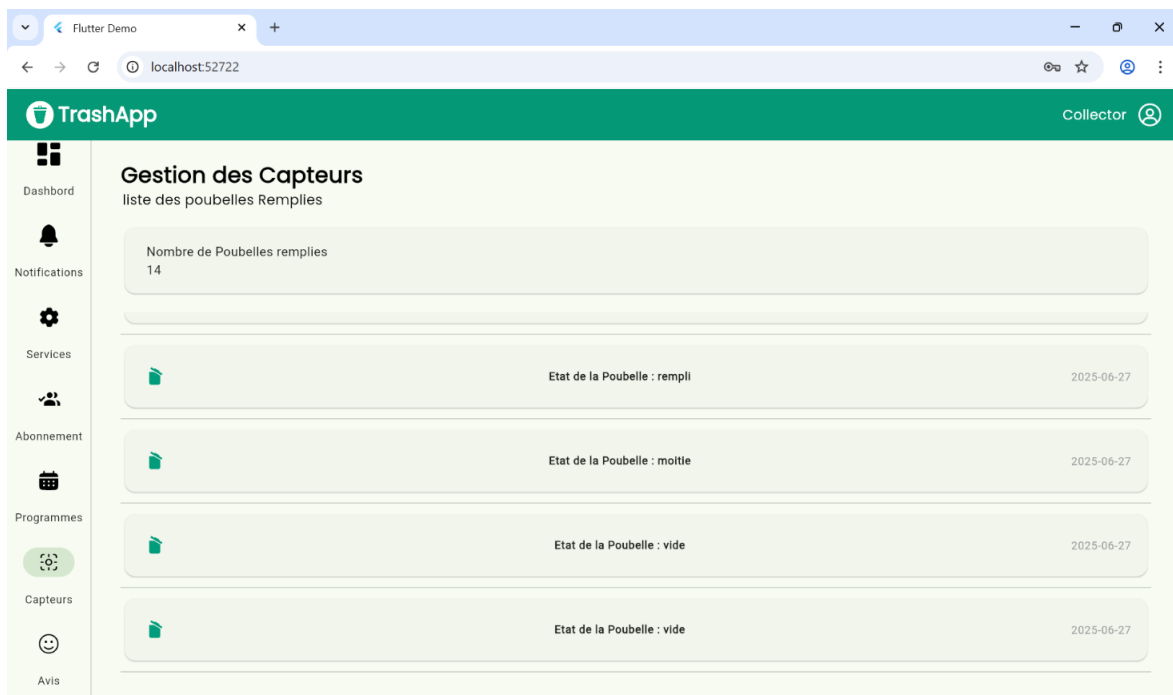 Flutter Demo
localhost:52722
TrashApp
Collector
Dashbord
Notifications
Services
Abonnement
Programmes
Capteurs
Avis
Gestion des Capteurs
liste des poubelles Remplies
Nombre de Poubelles remplies
14
Etat de la Poubelle : rempli 2025-06-27
Etat de la Poubelle : moitie 2025-06-27
Etat de la Poubelle : vide 2025-06-27
Etat de la Poubelle : vide 2025-06-27